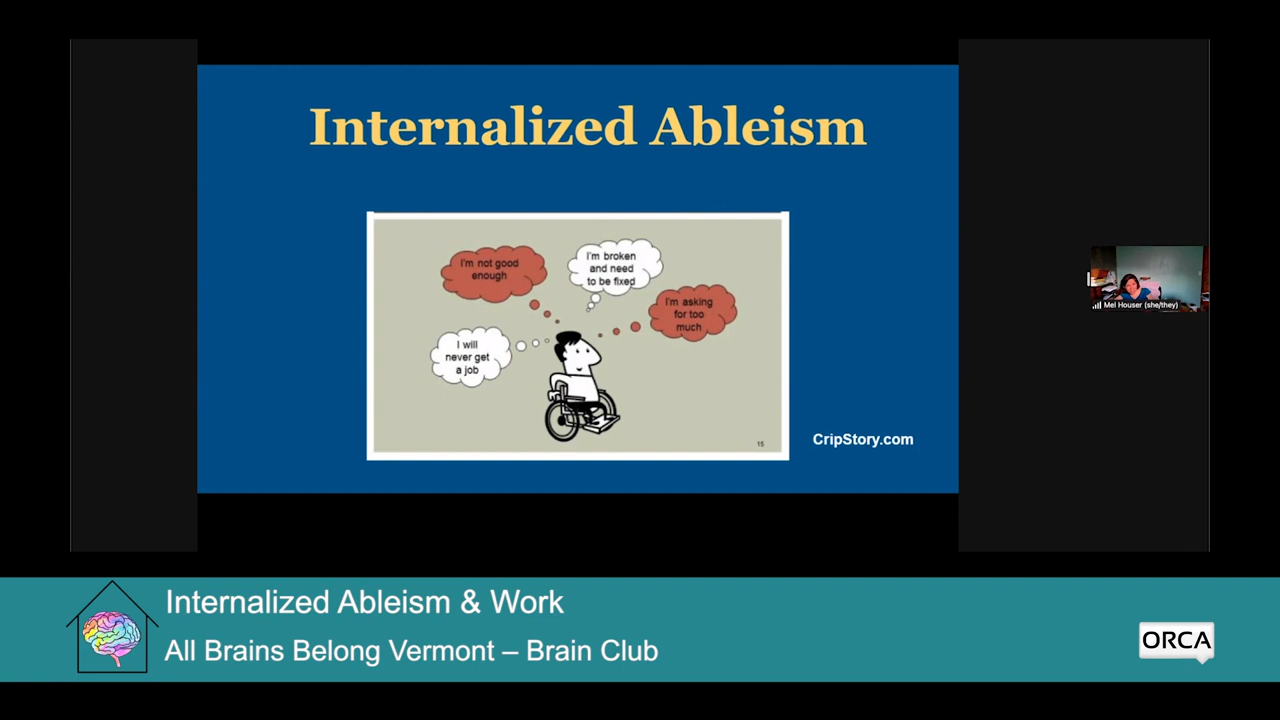 Internalized Ableism
I'm not good
enough
I'm broken
and need
to be fixed
I'm asking
for too
much
I will
never get
a job
15
CripStory.com
Mel Houser (she/they)
Internalized Ableism & Work
All Brains Belong Vermont – Brain Club
ORCA